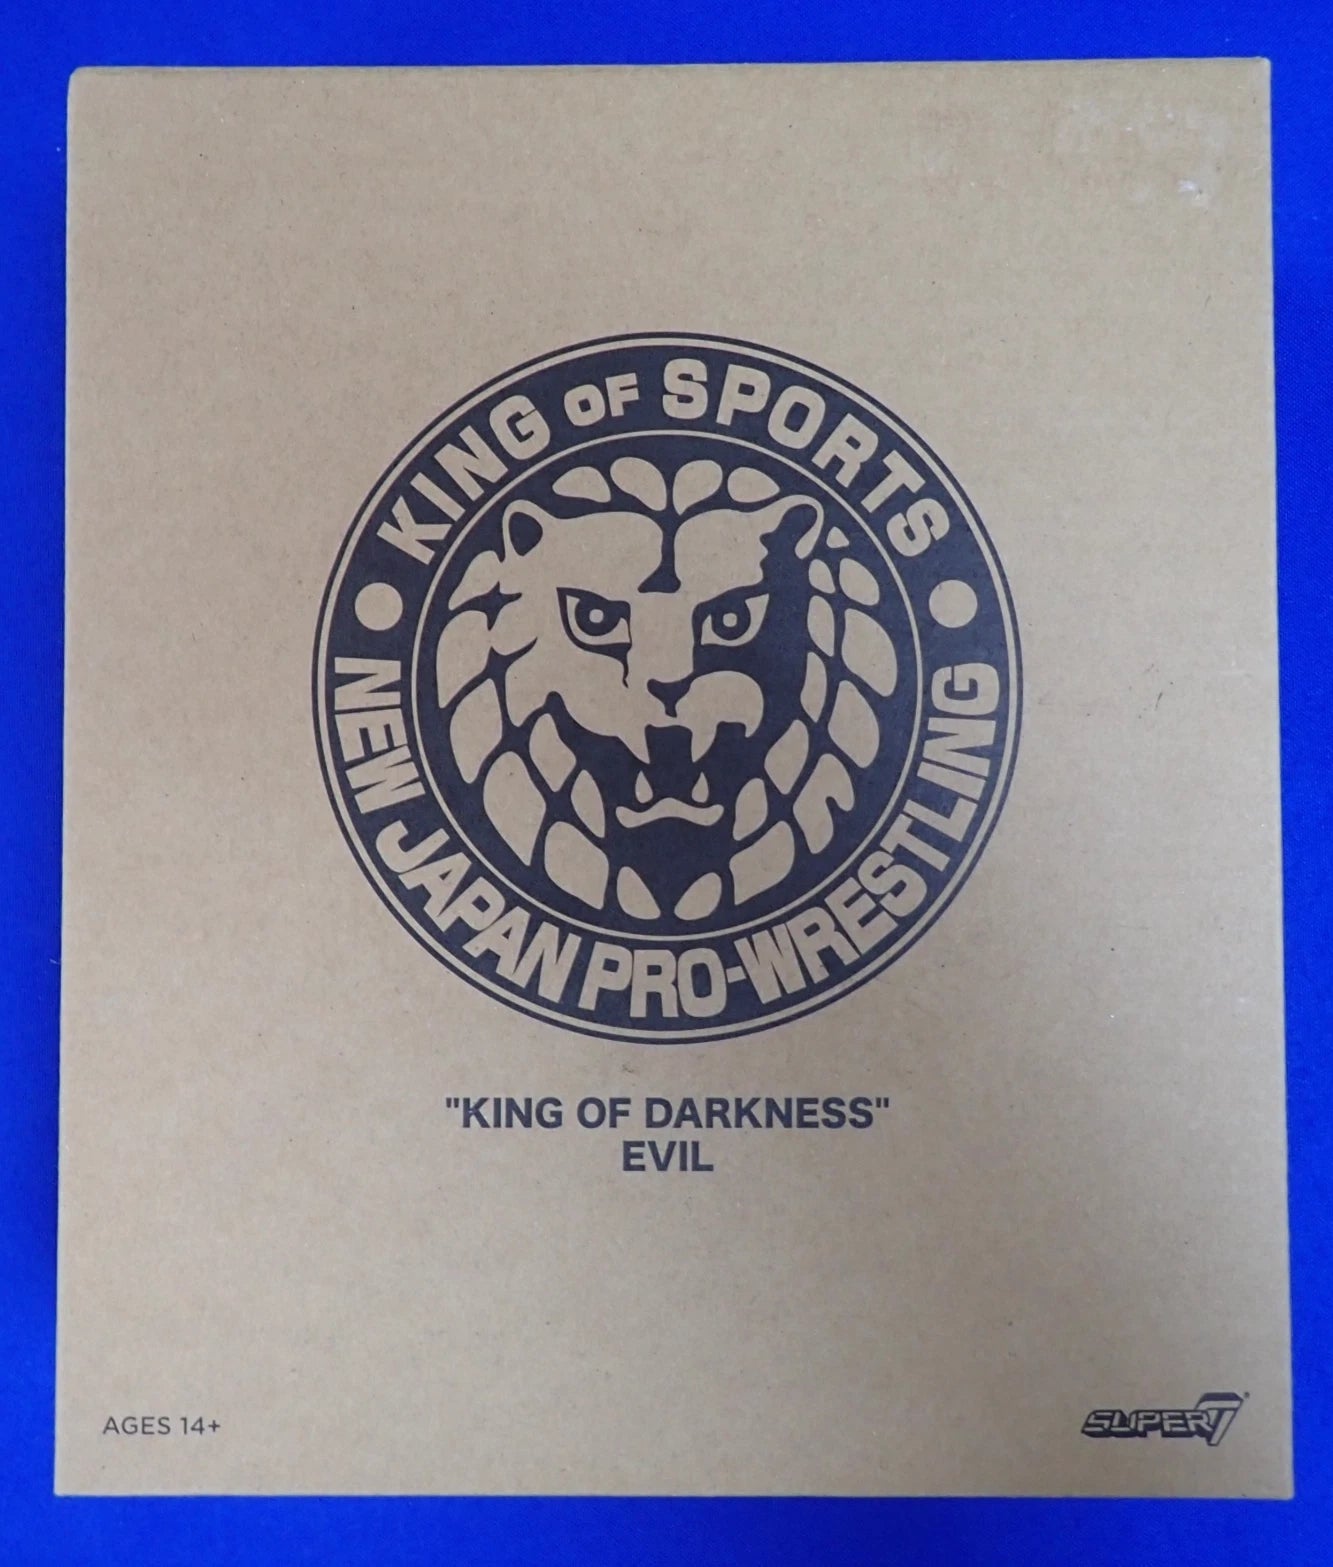 KING OF SPORTS
NEW JAPAN PRO-WRESTLING
"KING OF DARKNESS"
EVIL
AGES 14+
SUPER7